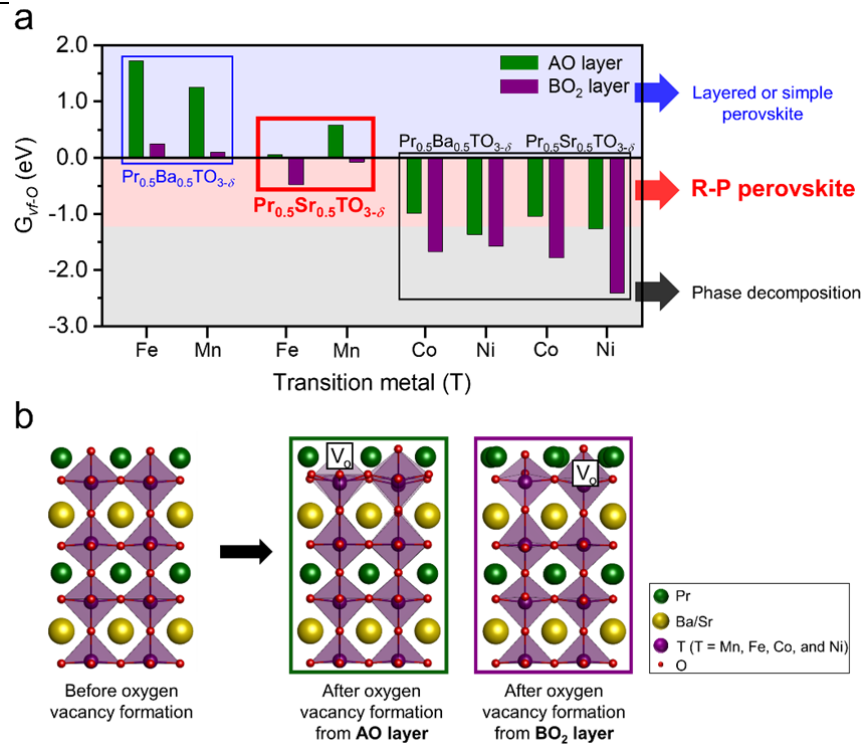 a
2.0
1.0
0.0
-1.0
-2.0
-3.0
G_vf-O (eV)
AO layer
BO₂ layer
Pr₀.₅Ba₀.₅TO₃₋δ
Pr₀.₅Sr₀.₅TO₃₋δ
Pr₀.₅Ba₀.₅TO₃₋δ
Pr₀.₅Sr₀.₅TO₃₋δ
Fe Mn Fe Mn Co Ni Co Ni
Transition metal (T)
Layered or simple
perovskite
R-P perovskite
Phase decomposition
b
V_O
V_O
Before oxygen
vacancy formation
After oxygen
vacancy formation
from AO layer
After oxygen
vacancy formation
from BO₂ layer
Pr
Ba/Sr
T (T = Mn, Fe, Co, and Ni)
O